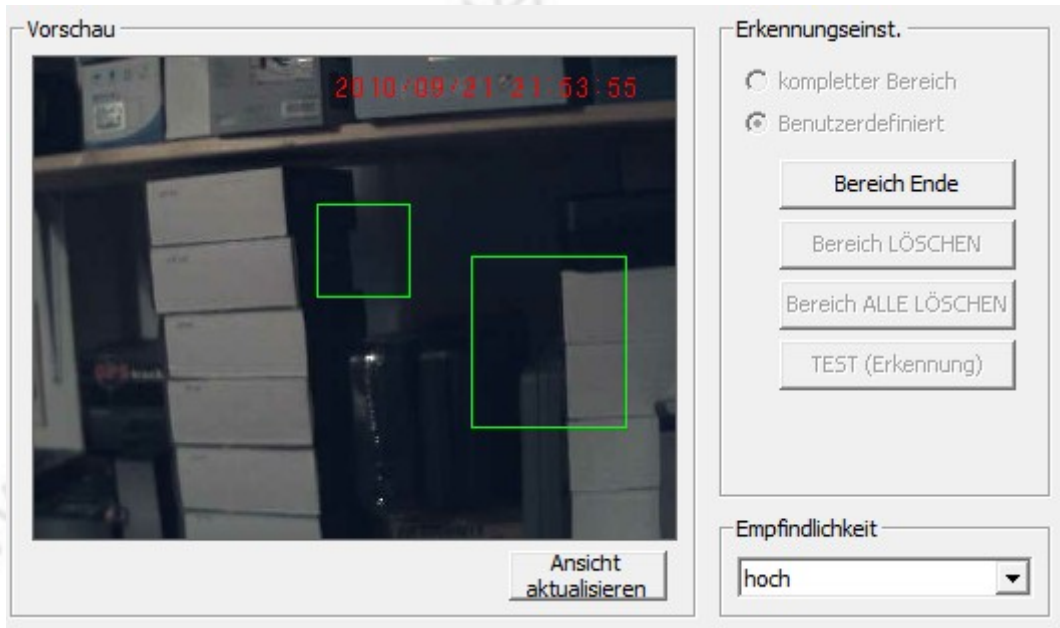 Vorschau
2010/09/21 21:53:55
Ansicht
aktualisieren
Erkennungseinst.
kompletter Bereich
Benutzerdefiniert
Bereich Ende
Bereich LÖSCHEN
Bereich ALLE LÖSCHEN
TEST (Erkennung)
Empfindlichkeit
hoch